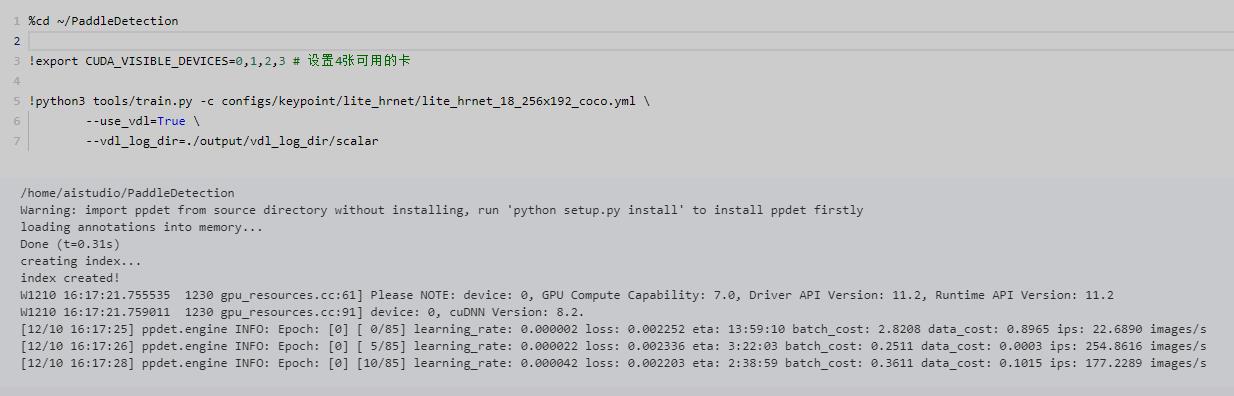 1 %cd ~/PaddleDetection
2
3 !export CUDA_VISIBLE_DEVICES=0,1,2,3 # 设置4张可用的卡
4
5 !python3 tools/train.py -c configs/keypoint/lite_hrnet/lite_hrnet_18_256x192_coco.yml \
6 --use_vdl=True \
7 --vdl_log_dir=./output/vdl_log_dir/scalar
/home/aistudio/PaddleDetection
Warning: import ppdet from source directory without installing, run 'python setup.py install' to install ppdet firstly
loading annotations into memory...
Done (t=0.31s)
creating index...
index created!
W1210 16:17:21.755535  1230 gpu_resources.cc:61] Please NOTE: device: 0, GPU Compute Capability: 7.0, Driver API Version: 11.2, Runtime API Version: 11.2
W1210 16:17:21.759011  1230 gpu_resources.cc:91] device: 0, cuDNN Version: 8.2.
[12/10 16:17:25] ppdet.engine INFO: Epoch: [0] [ 0/85] learning_rate: 0.000002 loss: 0.002252 eta: 13:59:10 batch_cost: 2.8208 data_cost: 0.8965 ips: 22.6890 images/s
[12/10 16:17:26] ppdet.engine INFO: Epoch: [0] [ 5/85] learning_rate: 0.000022 loss: 0.002336 eta: 3:22:03 batch_cost: 0.2511 data_cost: 0.0003 ips: 254.8616 images/s
[12/10 16:17:28] ppdet.engine INFO: Epoch: [0] [10/85] learning_rate: 0.000042 loss: 0.002203 eta: 2:38:59 batch_cost: 0.3611 data_cost: 0.1015 ips: 177.2289 images/s